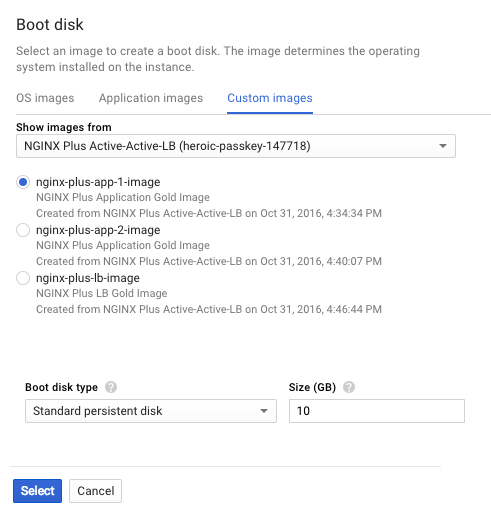 Boot disk
Select an image to create a boot disk. The image determines the operating
system installed on the instance.
OS images Application images Custom images
Show images from
NGINX Plus Active-Active-LB (heroic-passkey-147718)
nginx-plus-app-1-image
NGINX Plus Application Gold Image
Created from NGINX Plus Active-Active-LB on Oct 31, 2016, 4:34:34 PM
nginx-plus-app-2-image
NGINX Plus Application Gold Image
Created from NGINX Plus Active-Active-LB on Oct 31, 2016, 4:40:07 PM
nginx-plus-lb-image
NGINX Plus LB Gold Image
Created from NGINX Plus Active-Active-LB on Oct 31, 2016, 4:46:44 PM
Boot disk type ? Size (GB) ?
Standard persistent disk 10
Select Cancel